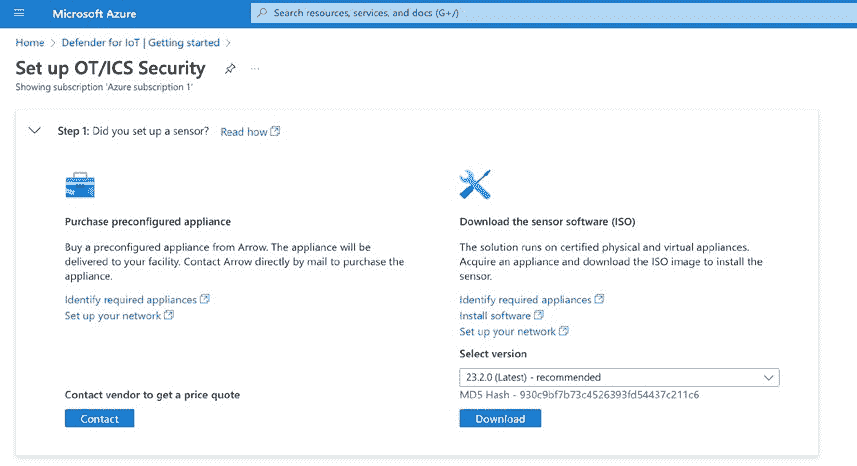 Microsoft Azure
Search resources, services, and docs (G+/)
Home > Defender for IoT | Getting started >
Set up OT/ICS Security
...
Showing subscription 'Azure subscription 1'
Step 1: Did you set up a sensor? Read how
Purchase preconfigured appliance
Buy a preconfigured appliance from Arrow. The appliance will be
delivered to your facility. Contact Arrow directly by mail to purchase the
appliance.
Identify required appliances
Set up your network
Contact vendor to get a price quote
Contact
Download the sensor software (ISO)
The solution runs on certified physical and virtual appliances.
Acquire an appliance and download the ISO image to install the
sensor.
Identify required appliances
Install software
Set up your network
Select version
23.2.0 (Latest) - recommended
MD5 Hash - 930c9bf7b73c4526393fd54437c211c6
Download